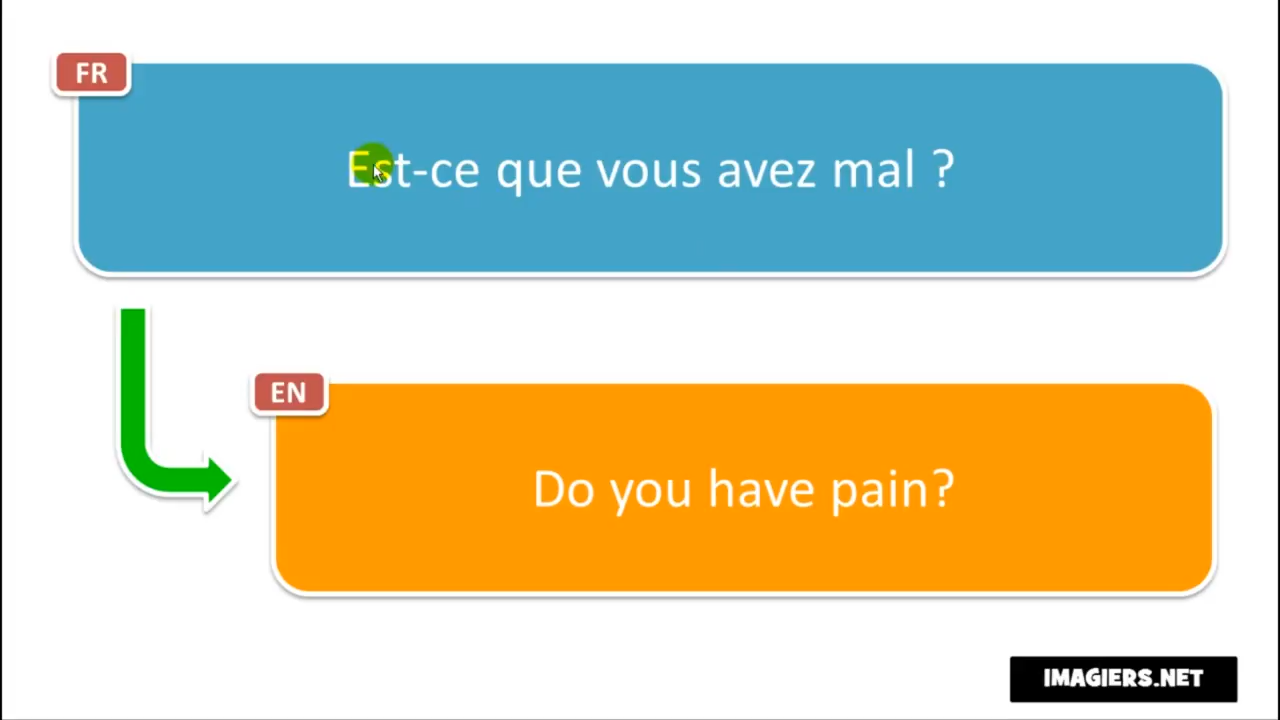 FR
Est-ce que vous avez mal ?
EN
Do you have pain?
IMAGIERS.NET